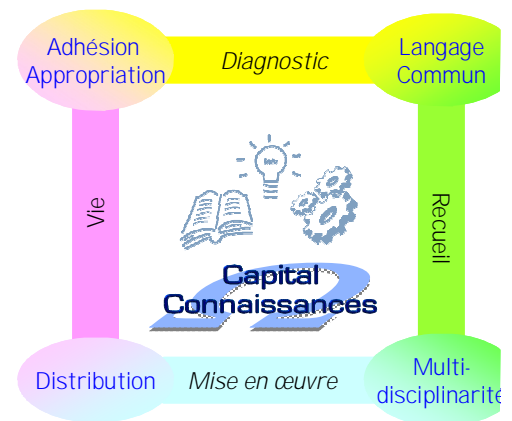 Adhésion
Appropriation
Diagnostic
Langage
Commun
Vie
Recueil
Capital
Connaissances
Distribution
Mise en œuvre
Multi-
disciplinarité